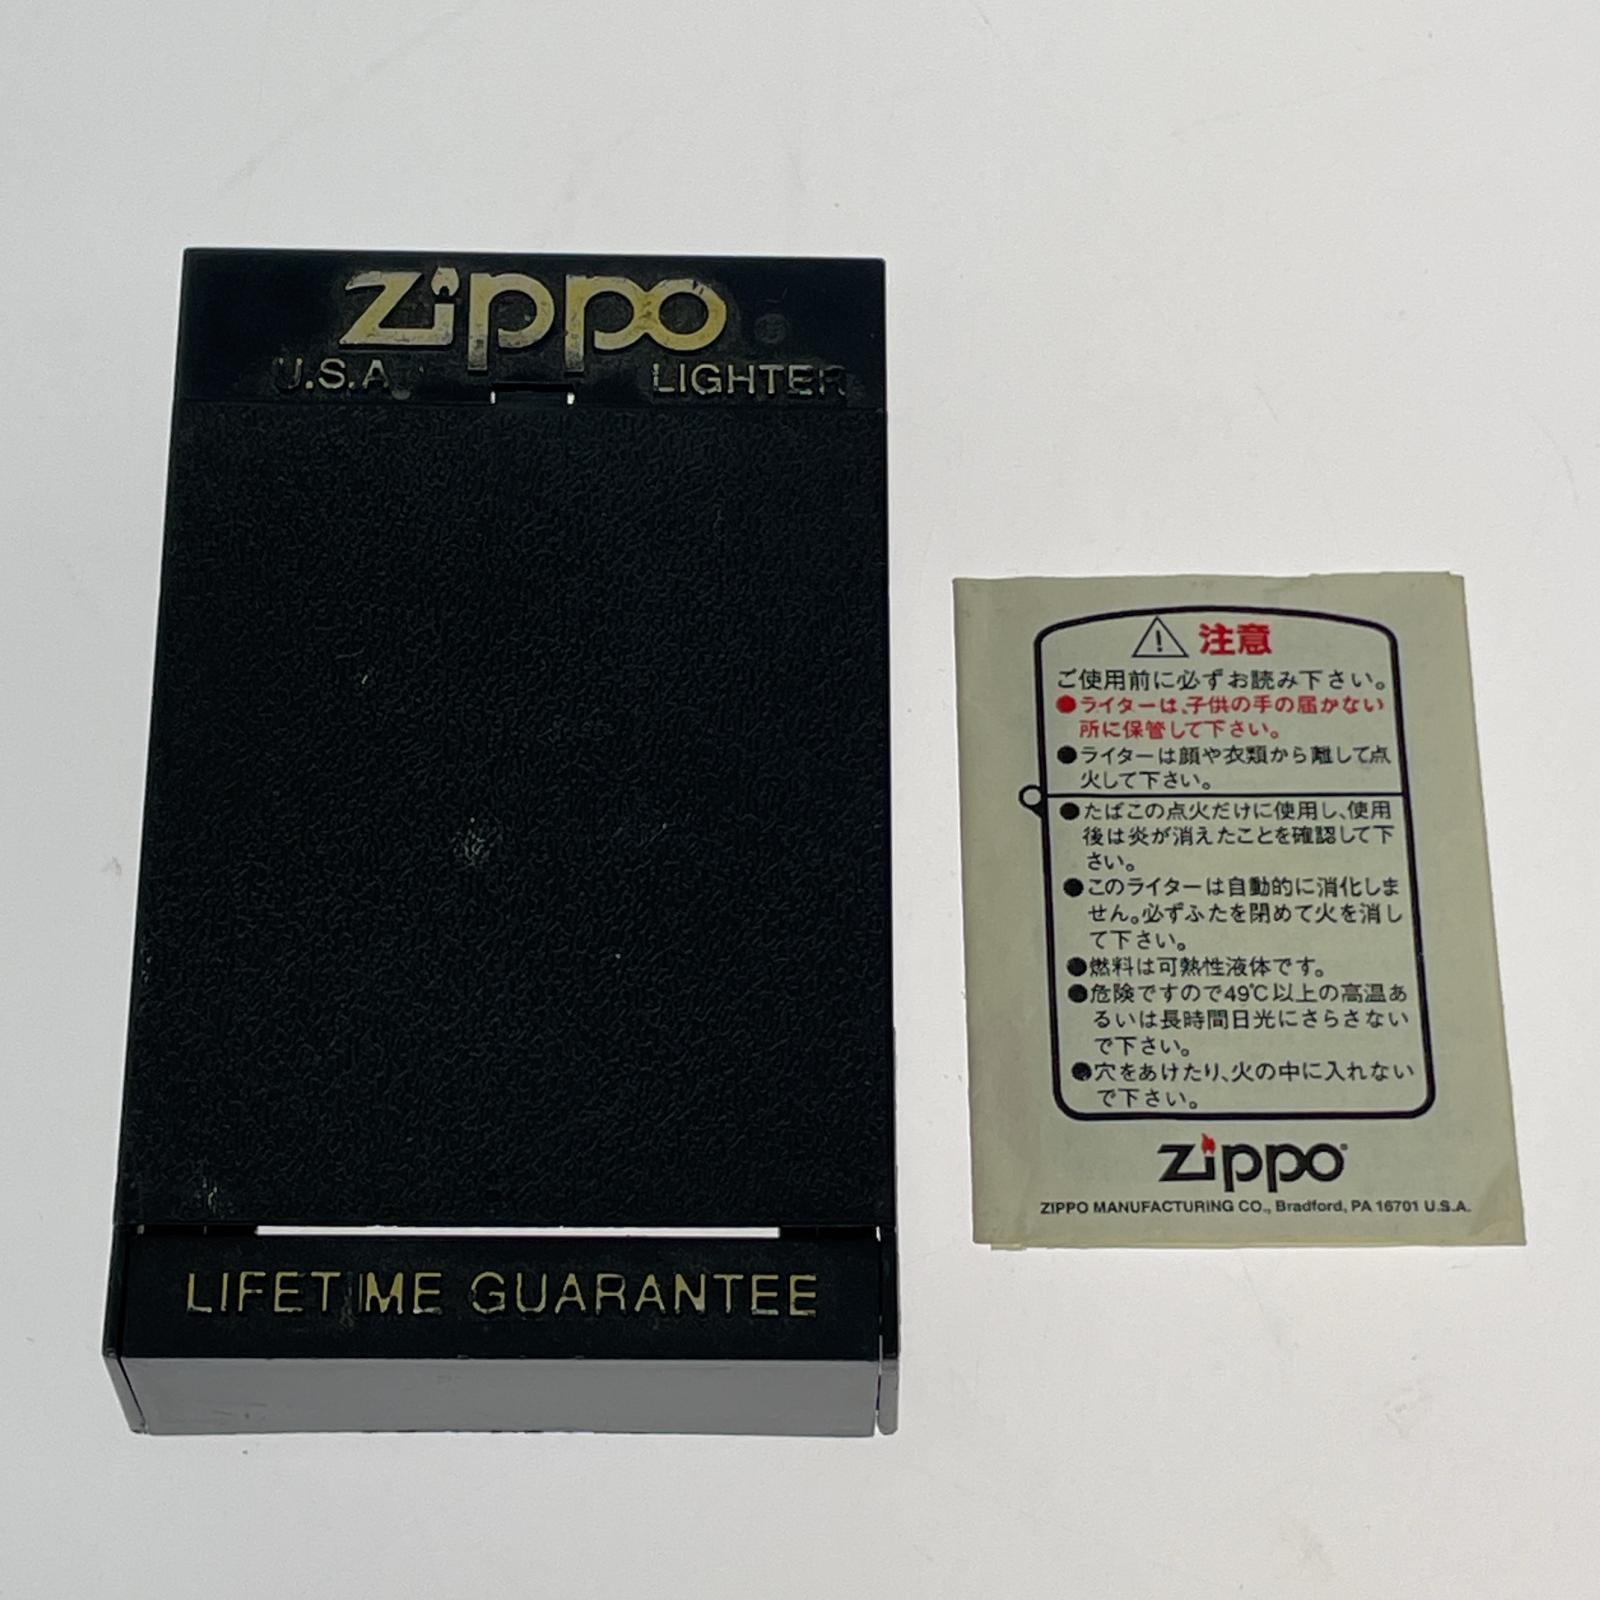 zippo
U.S.A. LIGHTER
LIFETIME GUARANTEE
注意
ご使用前に必ずお読み下さい。
●ライターは、子供の手の届かない
所に保管して下さい。
●ライターは顔や衣類から離して点
火して下さい。
●たばこの点火だけに使用し、使用
後は炎が消えたことを確認して下
さい。
●このライターは自動的に消化しま
せん。必ずふたを閉めて火を消し
て下さい。
●燃料は可熱性液体です。
●危険ですので49℃以上の高温あ
るいは長時間日光にさらさない
で下さい。
●穴をあけたり、火の中に入れない
で下さい。
zippo®
ZIPPO MANUFACTURING CO., Bradford, PA 16701 U.S.A.